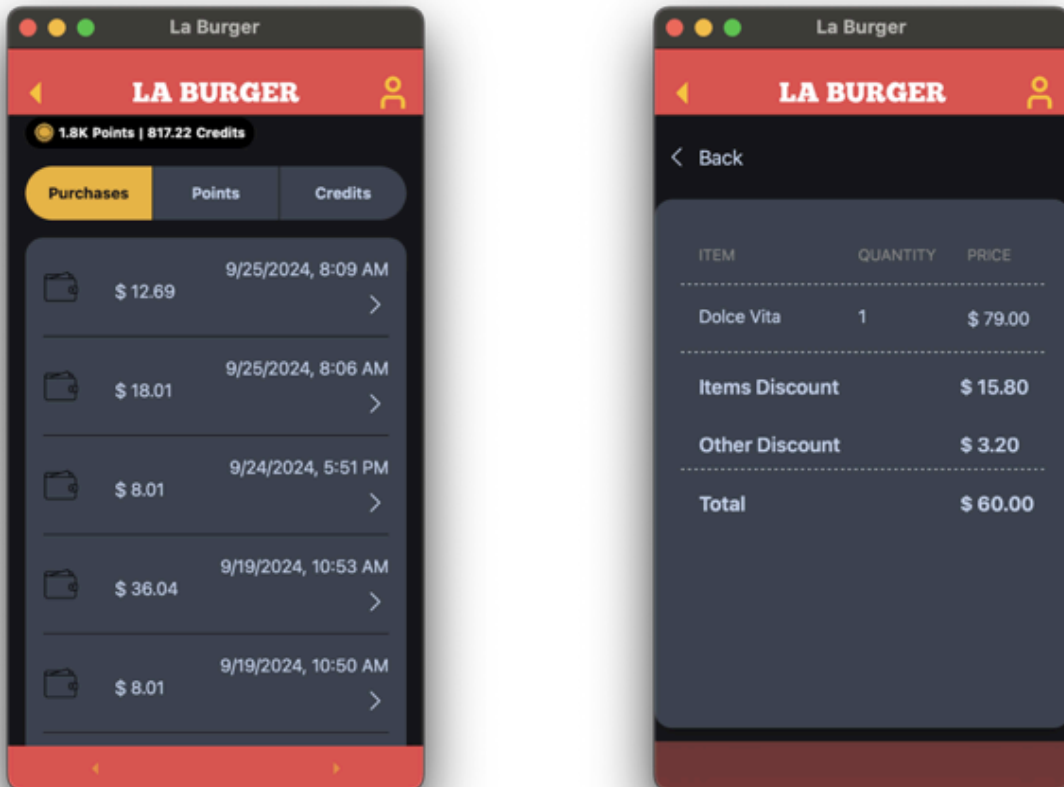 La Burger
LA BURGER
1.8K Points | 817.22 Credits
Purchases Points Credits
9/25/2024, 8:09 AM
$ 12.69
9/25/2024, 8:06 AM
$ 18.01
9/24/2024, 5:51 PM
$ 8.01
9/19/2024, 10:53 AM
$ 36.04
9/19/2024, 10:50 AM
$ 8.01
La Burger
LA BURGER
Back
ITEM QUANTITY PRICE
Dolce Vita 1 $ 79.00
Items Discount $ 15.80
Other Discount $ 3.20
Total $ 60.00